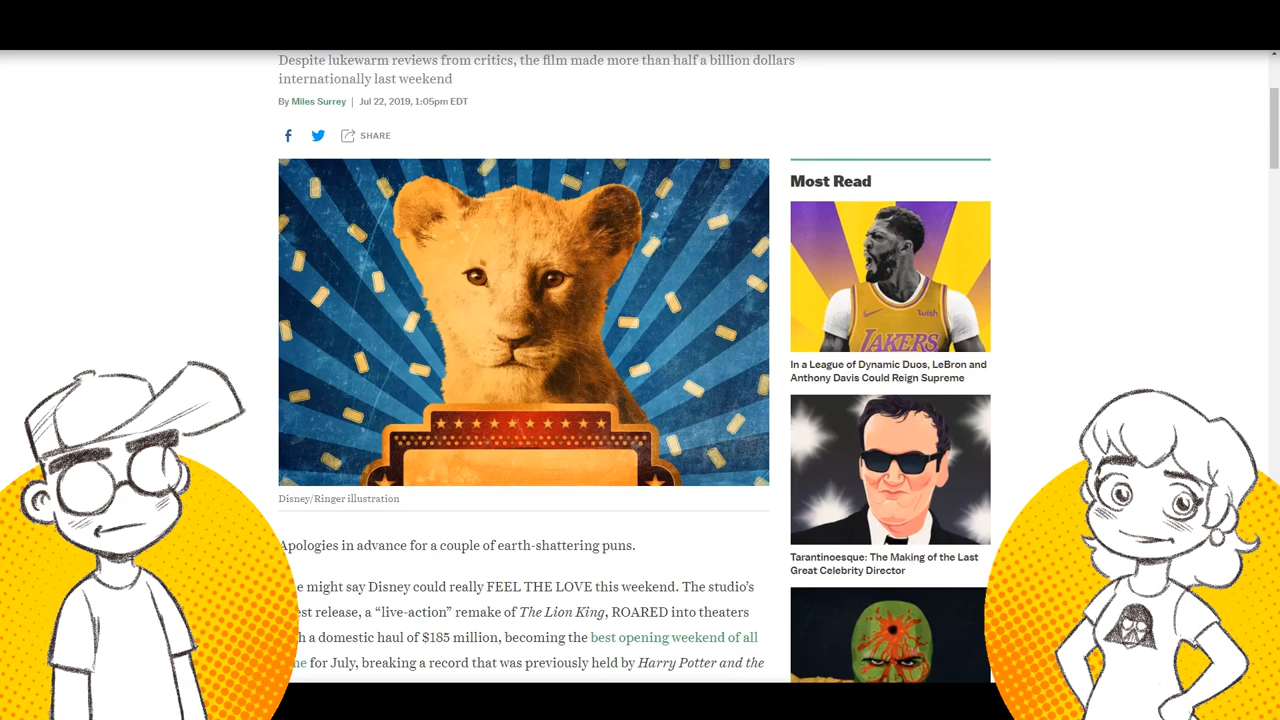 Despite lukewarm reviews from critics, the film made more than half a billion dollars
internationally last weekend
By Miles Surrey | Jul 22, 2019, 1:05pm EDT
SHARE
Most Read
wish
LAKERS
In a League of Dynamic Duos, LeBron and
Anthony Davis Could Reign Supreme
Disney/Ringer illustration
Tarantinoesque: The Making of the Last
Great Celebrity Director
Apologies in advance for a couple of earth-shattering puns.
might say Disney could really FEEL THE LOVE this weekend. The studio’s
release, a “live-action” remake of The Lion King, ROARED into theaters
a domestic haul of $185 million, becoming the best opening weekend of all
for July, breaking a record that was previously held by Harry Potter and the